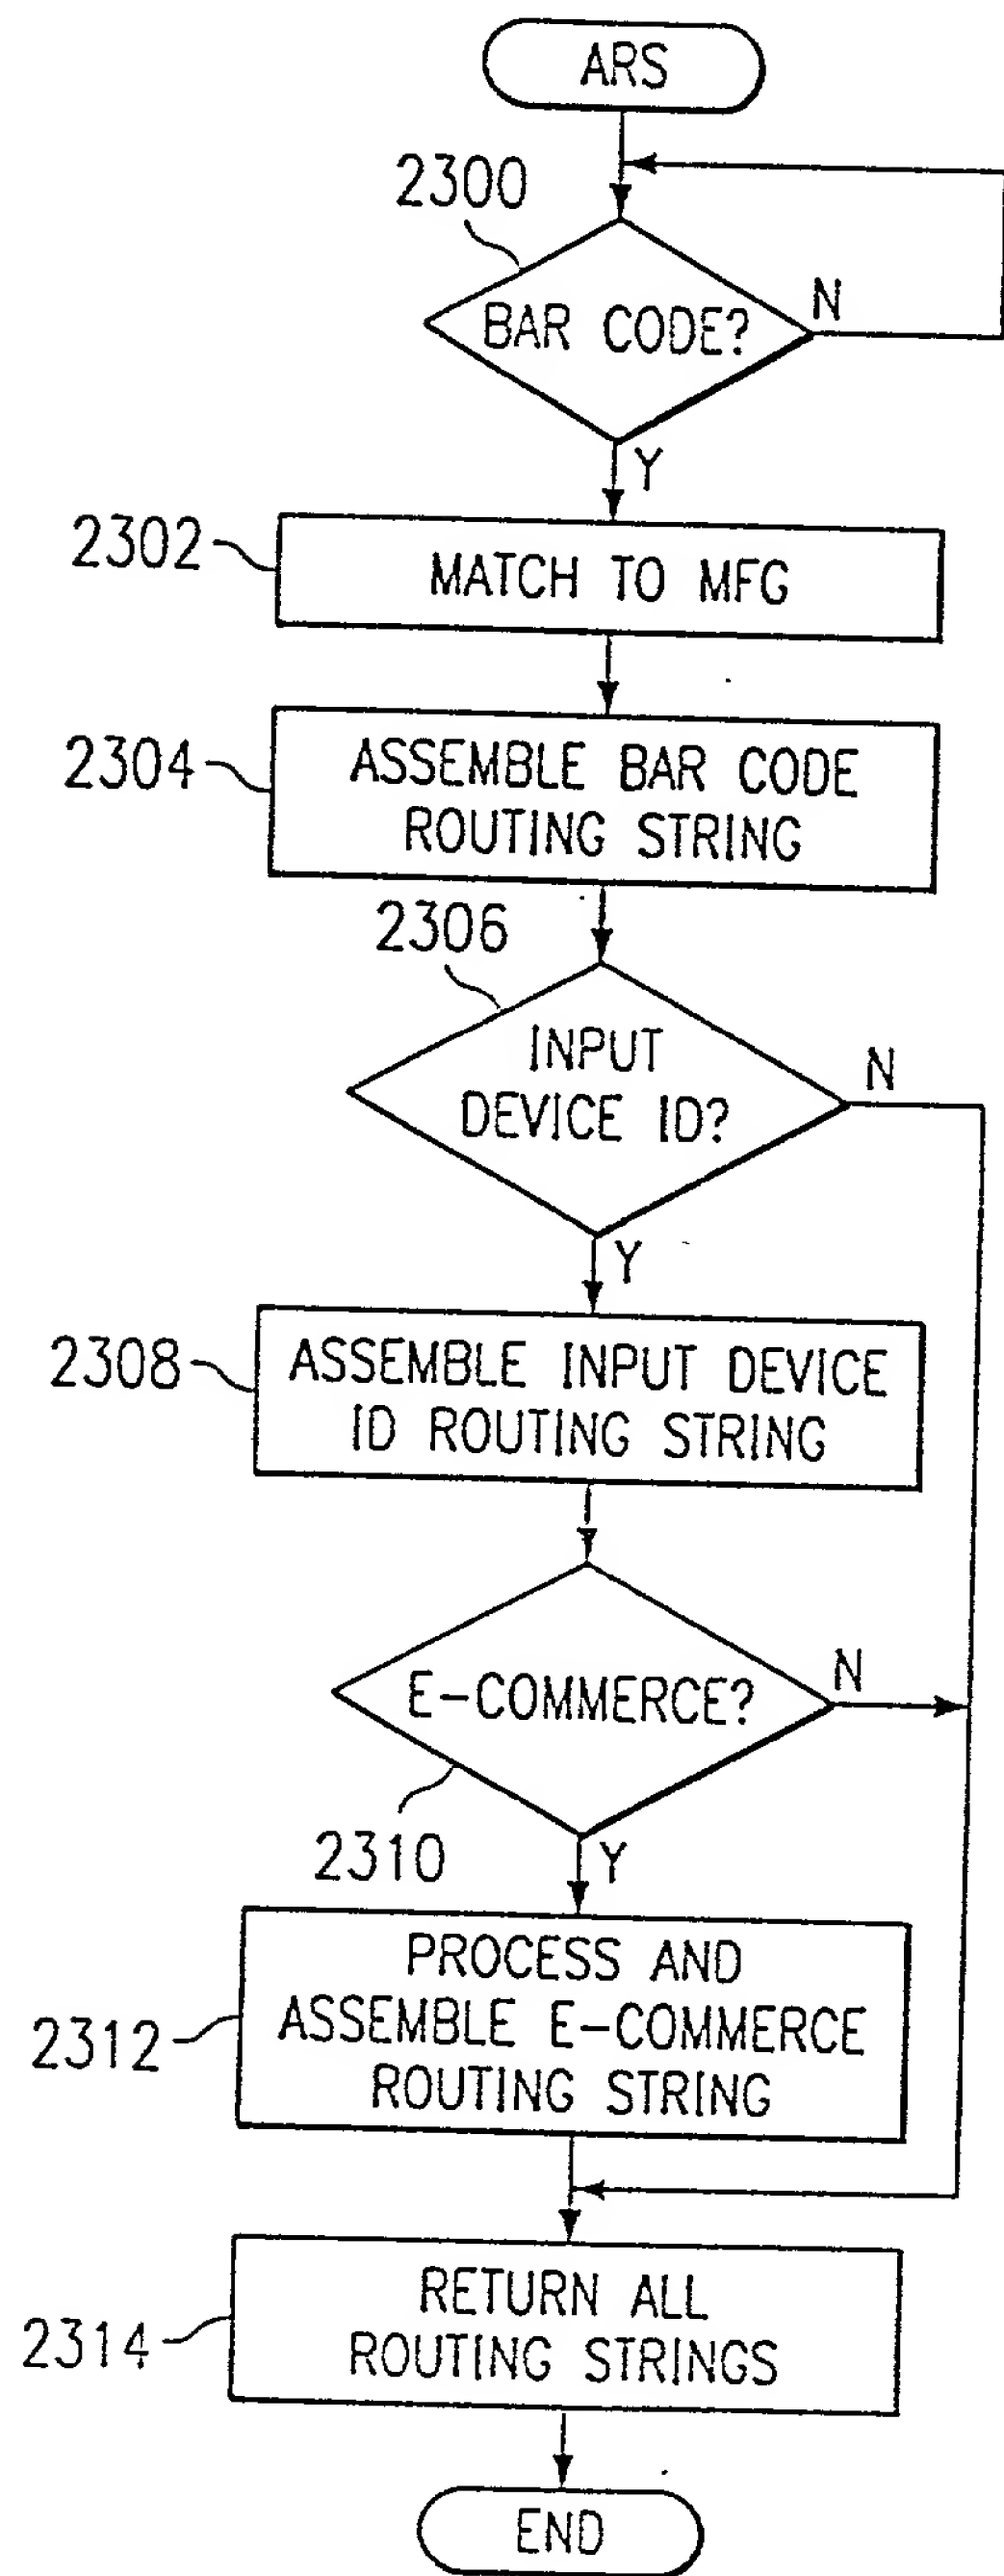 ARS
2300
BAR CODE?
N
Y
2302
MATCH TO MFG
2304
ASSEMBLE BAR CODE
ROUTING STRING
2306
INPUT
DEVICE ID?
N
Y
2308
ASSEMBLE INPUT DEVICE
ID ROUTING STRING
E-COMMERCE?
N
2310
Y
2312
PROCESS AND
ASSEMBLE E-COMMERCE
ROUTING STRING
2314
RETURN ALL
ROUTING STRINGS
END